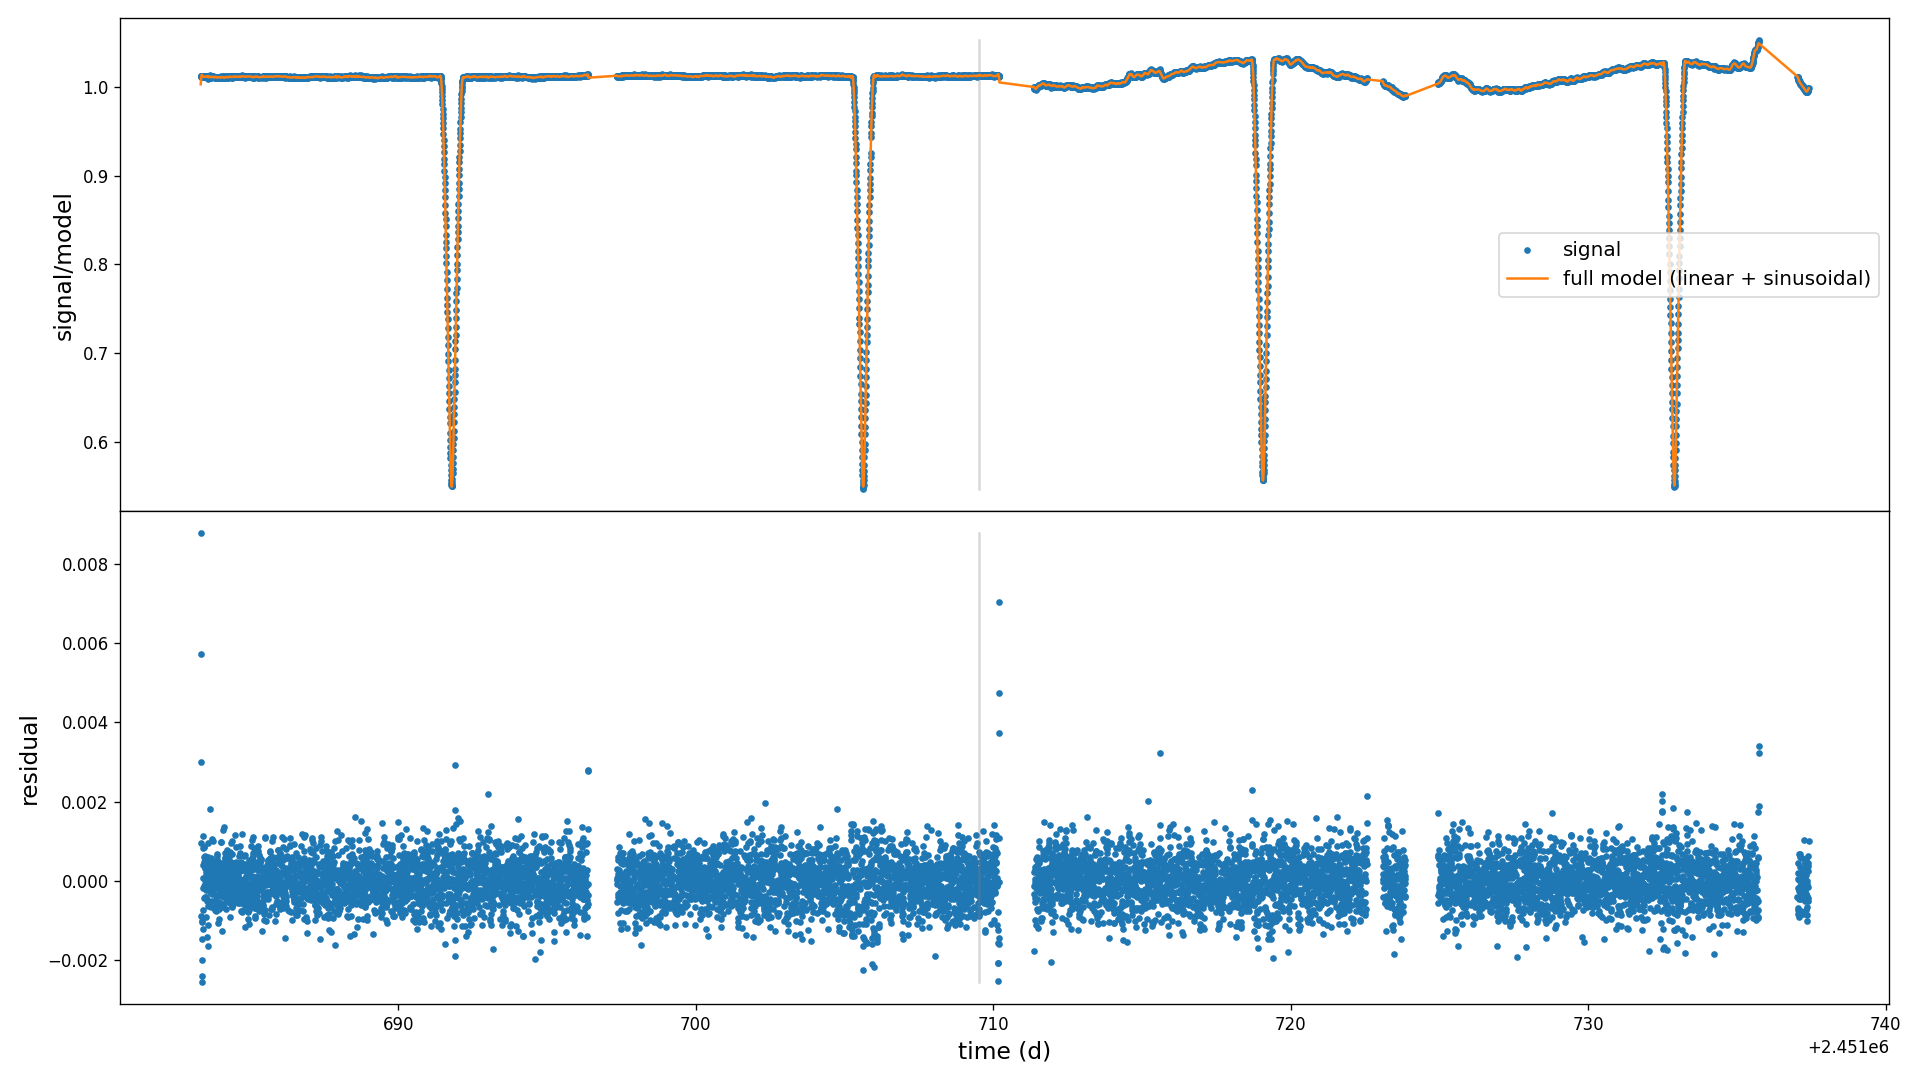 1.0
0.9
0.8
0.7
0.6
signal/model
signal
full model (linear + sinusoidal)
0.008
0.006
0.004
0.002
0.000
−0.002
residual
690
700
710
720
730
740
time (d)
+2.451e6